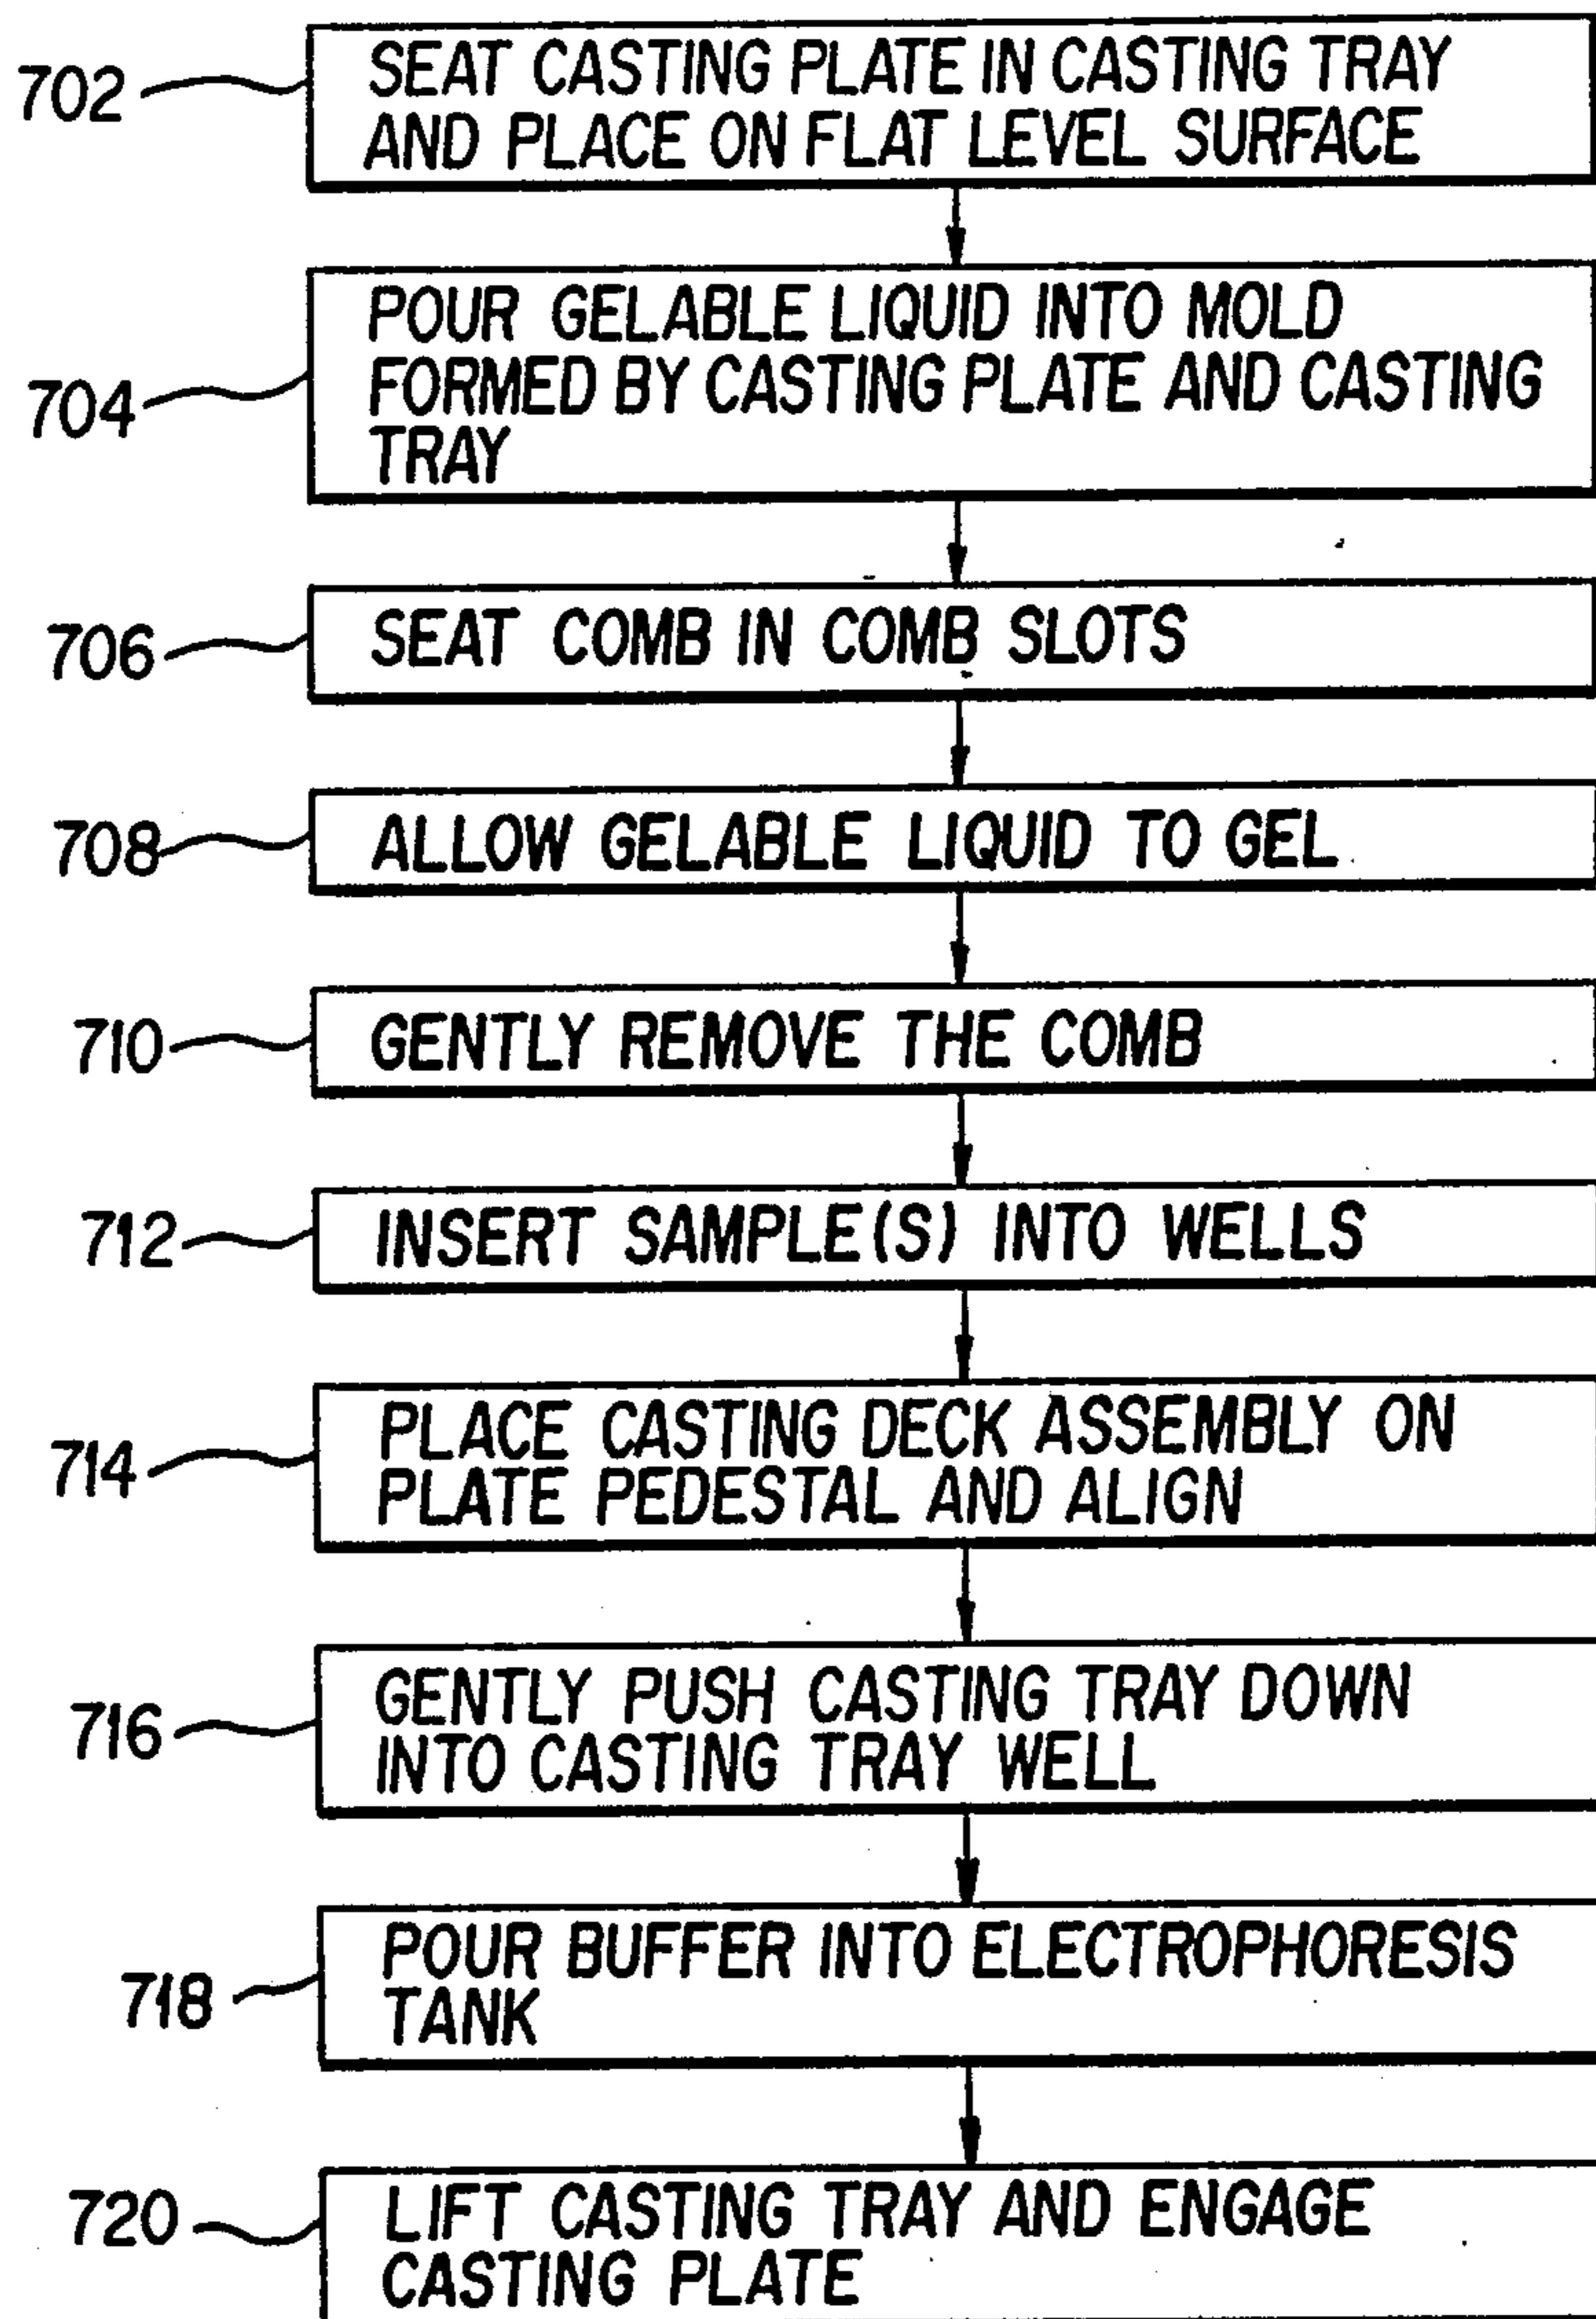 702
SEAT CASTING PLATE IN CASTING TRAY
AND PLACE ON FLAT LEVEL SURFACE
704
POUR GELABLE LIQUID INTO MOLD
FORMED BY CASTING PLATE AND CASTING
TRAY
706
SEAT COMB IN COMB SLOTS
708
ALLOW GELABLE LIQUID TO GEL
710
GENTLY REMOVE THE COMB
712
INSERT SAMPLE(S) INTO WELLS
714
PLACE CASTING DECK ASSEMBLY ON
PLATE PEDESTAL AND ALIGN
716
GENTLY PUSH CASTING TRAY DOWN
INTO CASTING TRAY WELL
718
POUR BUFFER INTO ELECTROPHORESIS
TANK
720
LIFT CASTING TRAY AND ENGAGE
CASTING PLATE